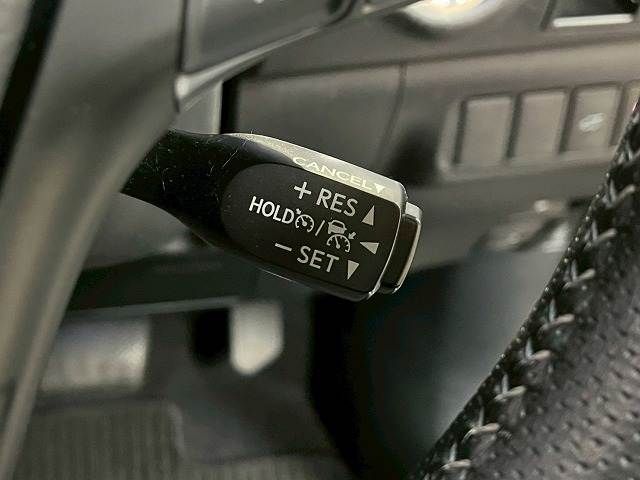 CANCEL▼
+ RES ▲
HOLD / ◀
− SET ▼